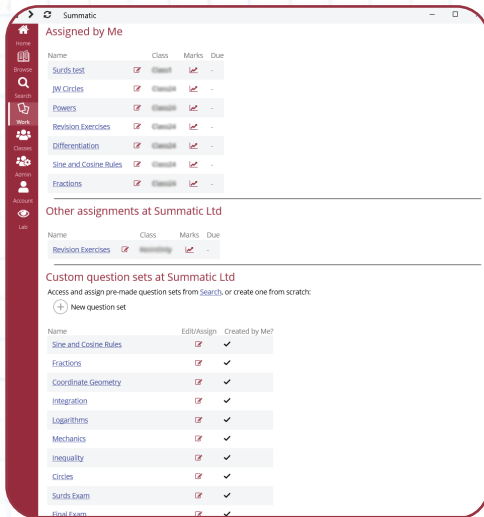 Summatic
Home
Browse
Search
Work
Classes
Admin
Account
Lab
Assigned by Me
Name Class Marks Due
Surds test -
JW Circles -
Powers -
Revision Exercises -
Differentiation -
Sine and Cosine Rules -
Fractions -
Other assignments at Summatic Ltd
Name Class Marks Due
Revision Exercises -
Custom question sets at Summatic Ltd
Access and assign pre-made question sets from Search, or create one from scratch:
New question set
Name Edit/Assign Created by Me?
Sine and Cosine Rules
Fractions
Coordinate Geometry
Integration
Logarithms
Mechanics
Inequality
Circles
Surds Exam
Final Exam